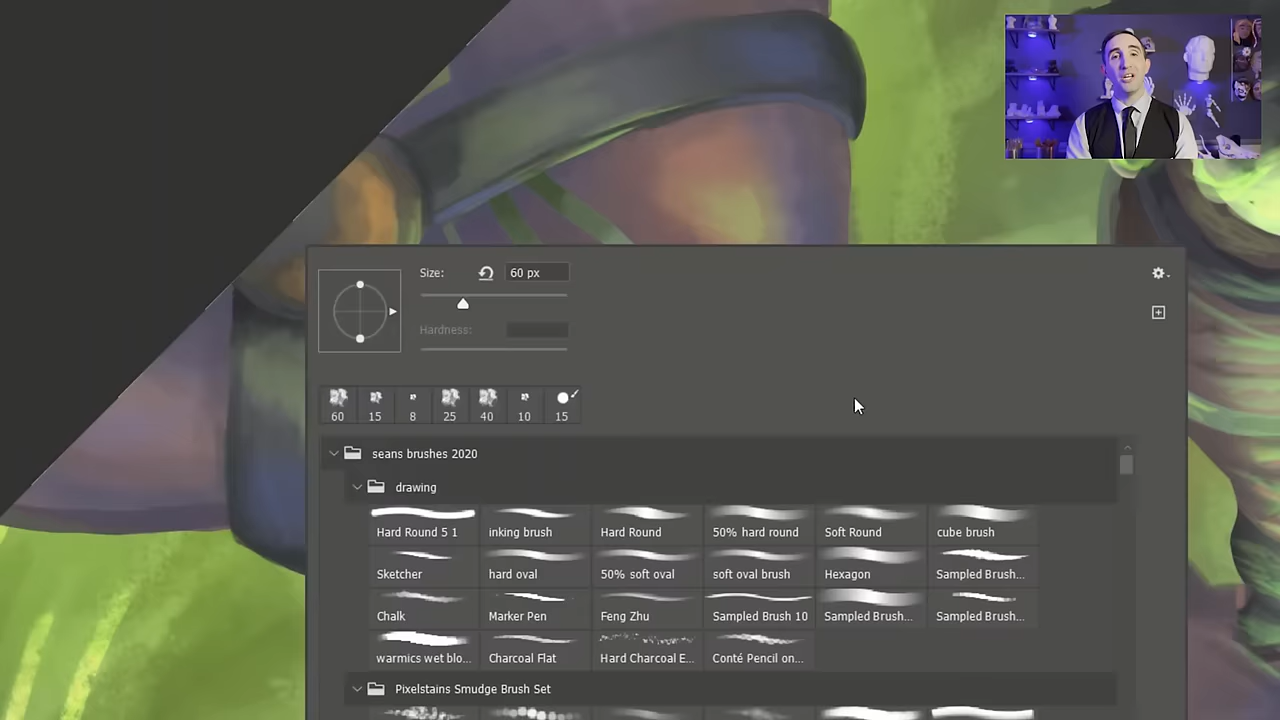 Size: 60 px
Hardness:
60 15 8 25 40 10 15
seans brushes 2020
drawing
Hard Round 5 1 inking brush Hard Round 50% hard round Soft Round cube brush
Sketcher hard oval 50% soft oval soft oval brush Hexagon Sampled Brush...
Chalk Marker Pen Feng Zhu Sampled Brush 10 Sampled Brush... Sampled Brush...
warmics wet blo... Charcoal Flat Hard Charcoal E... Conté Pencil on...
Pixelstains Smudge Brush Set